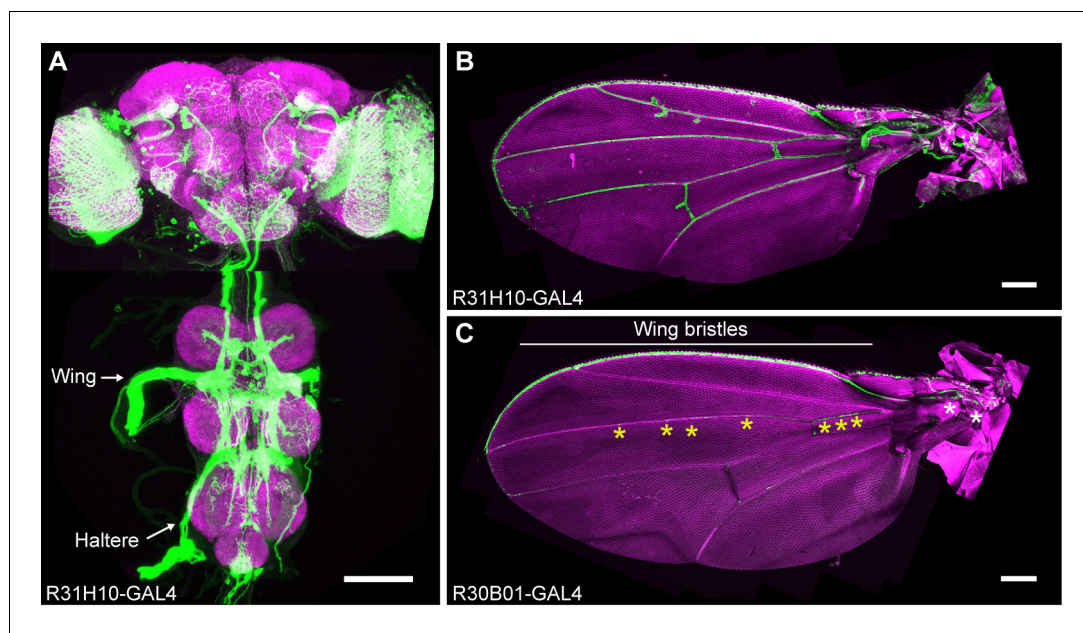 A
Wing
Haltere
R31H10-GAL4
B
R31H10-GAL4
C
Wing bristles
* * * * * * *
* *
R30B01-GAL4